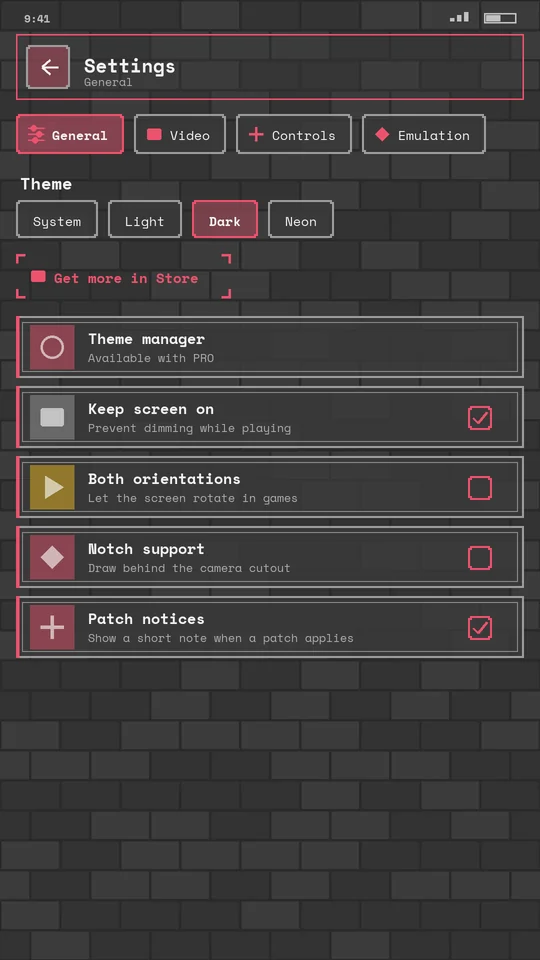 9:41
Settings
General
General
Video
Controls
Emulation
Theme
System
Light
Dark
Neon
Get more in Store
Theme manager
Available with PRO
Keep screen on
Prevent dimming while playing
Both orientations
Let the screen rotate in games
Notch support
Draw behind the camera cutout
Patch notices
Show a short note when a patch applies